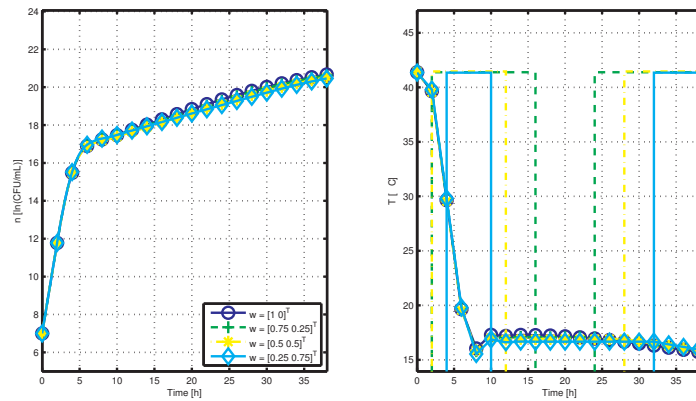 24
22
20
18
16
14
12
10
8
6
n [ln(CFU/mL)]
0 5 10 15 20 25 30 35
Time [h]
w = [1 0]T
w = [0.75 0.25]T
w = [0.5 0.5]T
w = [0.25 0.75]T
45
40
35
30
25
20
15
T [ C]
0 5 10 15 20 25 30 35
Time [h]